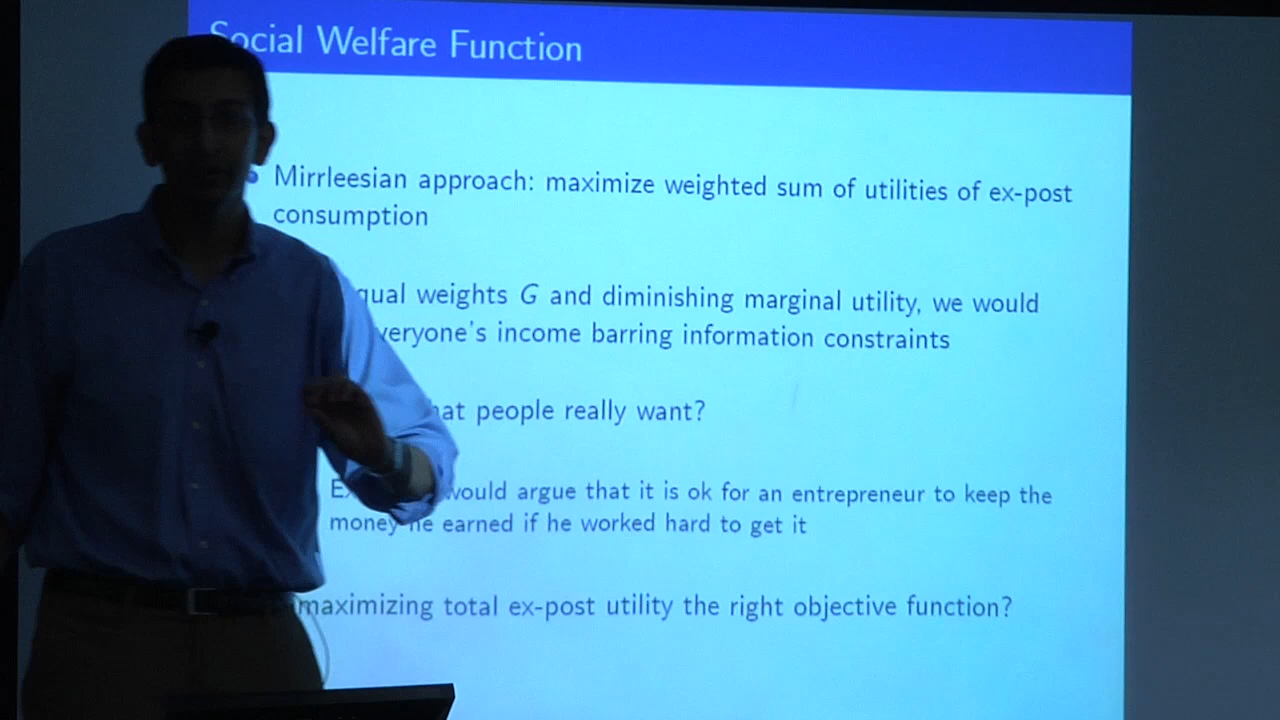 Social Welfare Function
Mirrleesian approach: maximize weighted sum of utilities of ex-post
consumption
qual weights G and diminishing marginal utility, we would
veryone's income barring information constraints
hat people really want?
would argue that it is ok for an entrepreneur to keep the
money he earned if he worked hard to get it
maximizing total ex-post utility the right objective function?